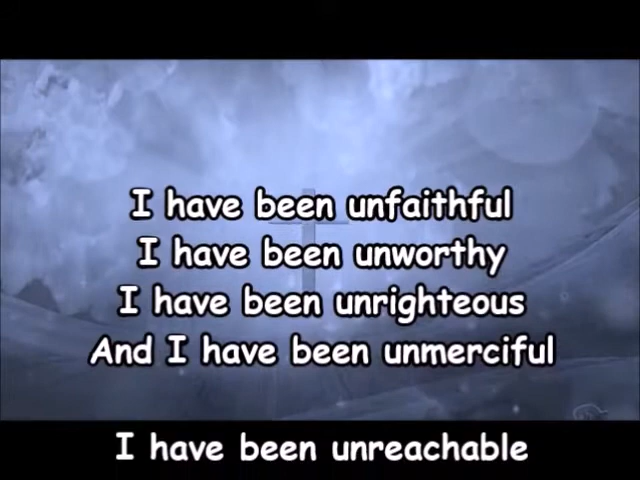 I have been unfaithful
I have been unworthy
I have been unrighteous
And I have been unmerciful
I have been unreachable